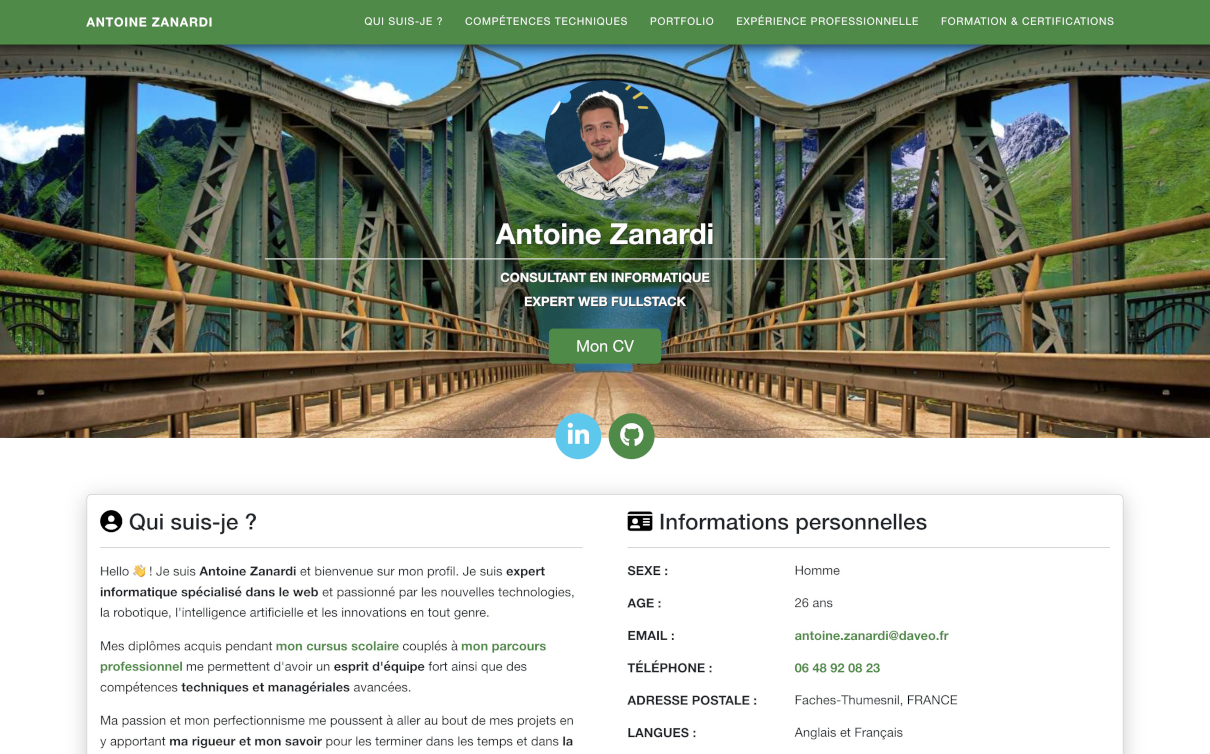 ANTOINE ZANARDI
QUI SUIS-JE ?
COMPÉTENCES TECHNIQUES
PORTFOLIO
EXPÉRIENCE PROFESSIONNELLE
FORMATION & CERTIFICATIONS
Antoine Zanardi
CONSULTANT EN INFORMATIQUE
EXPERT WEB FULLSTACK
Mon CV
in
Qui suis-je ?
Hello 👋 ! Je suis Antoine Zanardi et bienvenue sur mon profil. Je suis expert
informatique spécialisé dans le web et passionné par les nouvelles technologies,
la robotique, l'intelligence artificielle et les innovations en tout genre.
Mes diplômes acquis pendant mon cursus scolaire couplés à mon parcours
professionnel me permettent d'avoir un esprit d'équipe fort ainsi que des
compétences techniques et managériales avancées.
Ma passion et mon perfectionnisme me poussent à aller au bout de mes projets en
y apportant ma rigueur et mon savoir pour les terminer dans les temps et dans la
Informations personnelles
SEXE : Homme
AGE : 26 ans
EMAIL : antoine.zanardi@daveo.fr
TÉLÉPHONE : 06 48 92 08 23
ADRESSE POSTALE : Faches-Thumesnil, FRANCE
LANGUES : Anglais et Français